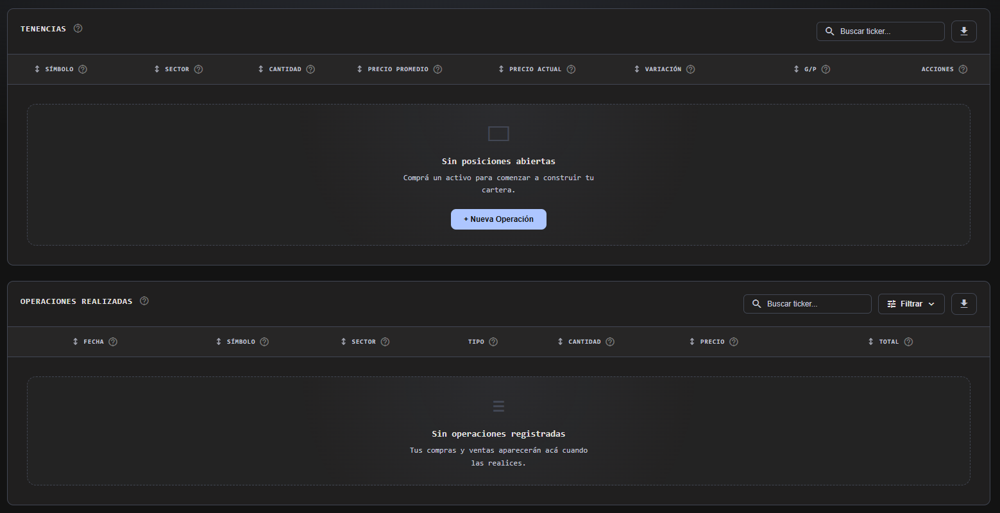 TENENCIAS
Buscar ticker...
SÍMBOLO SECTOR CANTIDAD PRECIO PROMEDIO PRECIO ACTUAL VARIACIÓN G/P ACCIONES
Sin posiciones abiertas
Comprá un activo para comenzar a construir tu
cartera.
+ Nueva Operación
OPERACIONES REALIZADAS
Buscar ticker... Filtrar
FECHA SÍMBOLO SECTOR TIPO CANTIDAD PRECIO TOTAL
Sin operaciones registradas
Tus compras y ventas aparecerán acá cuando
las realices.